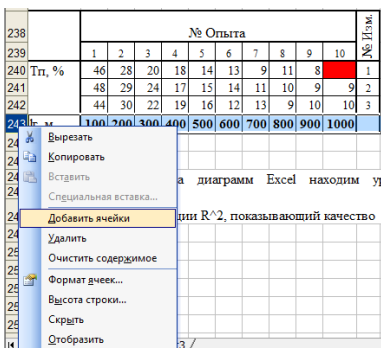 238 № Опыта № Изм.
239 1 2 3 4 5 6 7 8 9 10
240 Тп, % 46 28 20 18 14 13 9 11 8 1
241 48 29 24 17 15 14 11 10 9 9 2
242 44 30 22 19 16 12 13 9 10 10 3
243 100 200 300 400 500 600 700 800 900 1000
Вырезать
Копировать
Вставить
а диаграмм Excel находим
Специальная вставка...
Добавить ячейки
ции R^2, показывающий качество
Удалить
Очистить содержимое
Формат ячеек...
Высота строки...
Скрыть
Отобразить